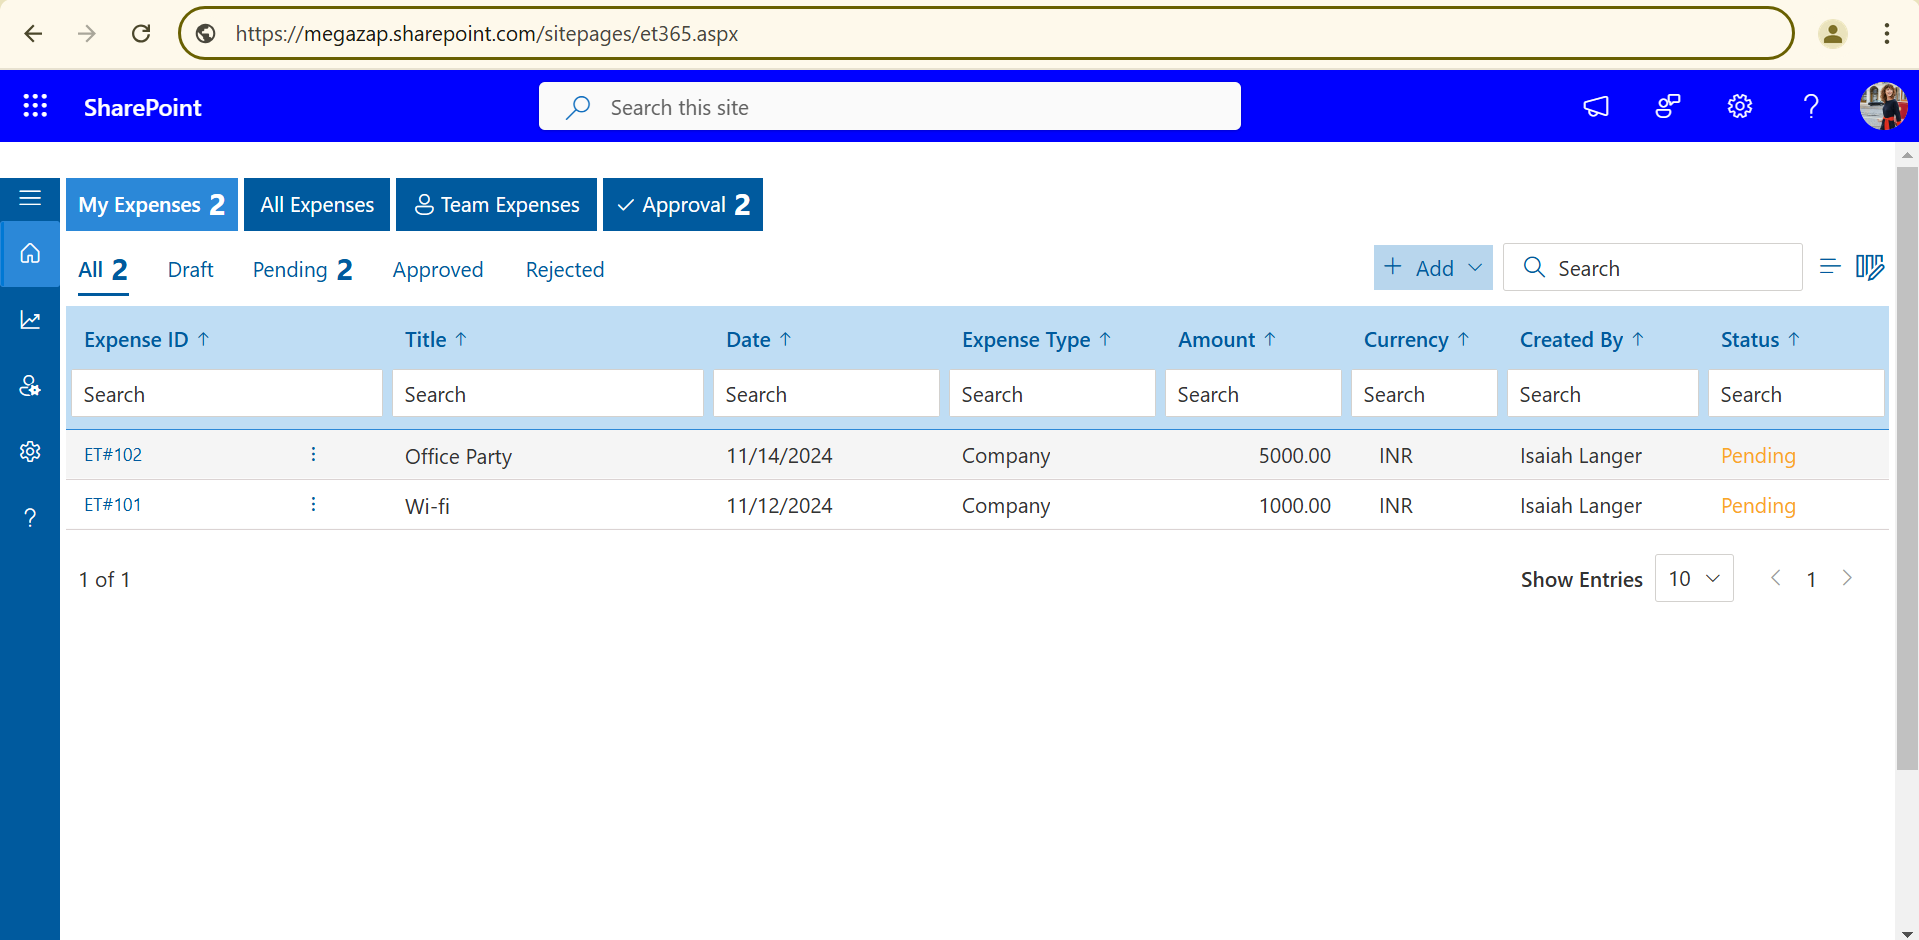 https://megazap.sharepoint.com/sitepages/et365.aspx
SharePoint
Search this site
My Expenses 2
All Expenses
Team Expenses
Approval 2
All 2
Draft
Pending 2
Approved
Rejected
Add
Search
Expense ID Title Date Expense Type Amount Currency Created By Status
Search Search Search Search Search Search Search Search
ET#102 Office Party 11/14/2024 Company 5000.00 INR Isaiah Langer Pending
ET#101 Wi-fi 11/12/2024 Company 1000.00 INR Isaiah Langer Pending
1 of 1
Show Entries 10 1